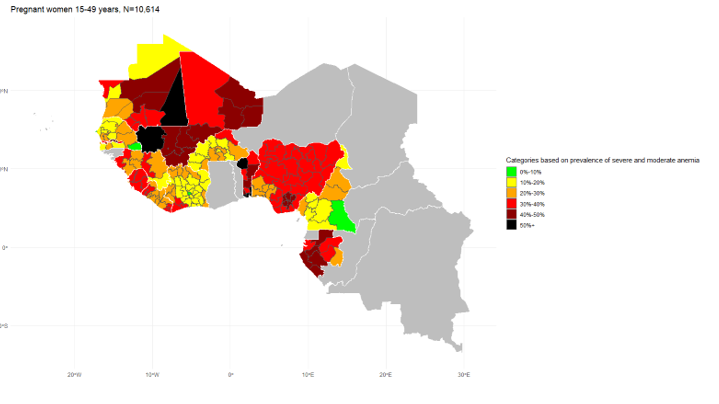 Pregnant women 15-49 years, N=10,614
Categories based on prevalence of severe and moderate anemia
0%-10%
10%-20%
20%-30%
30%-40%
40%-50%
50%+
0°
20°W
10°W
0°
10°E
20°E
30°E